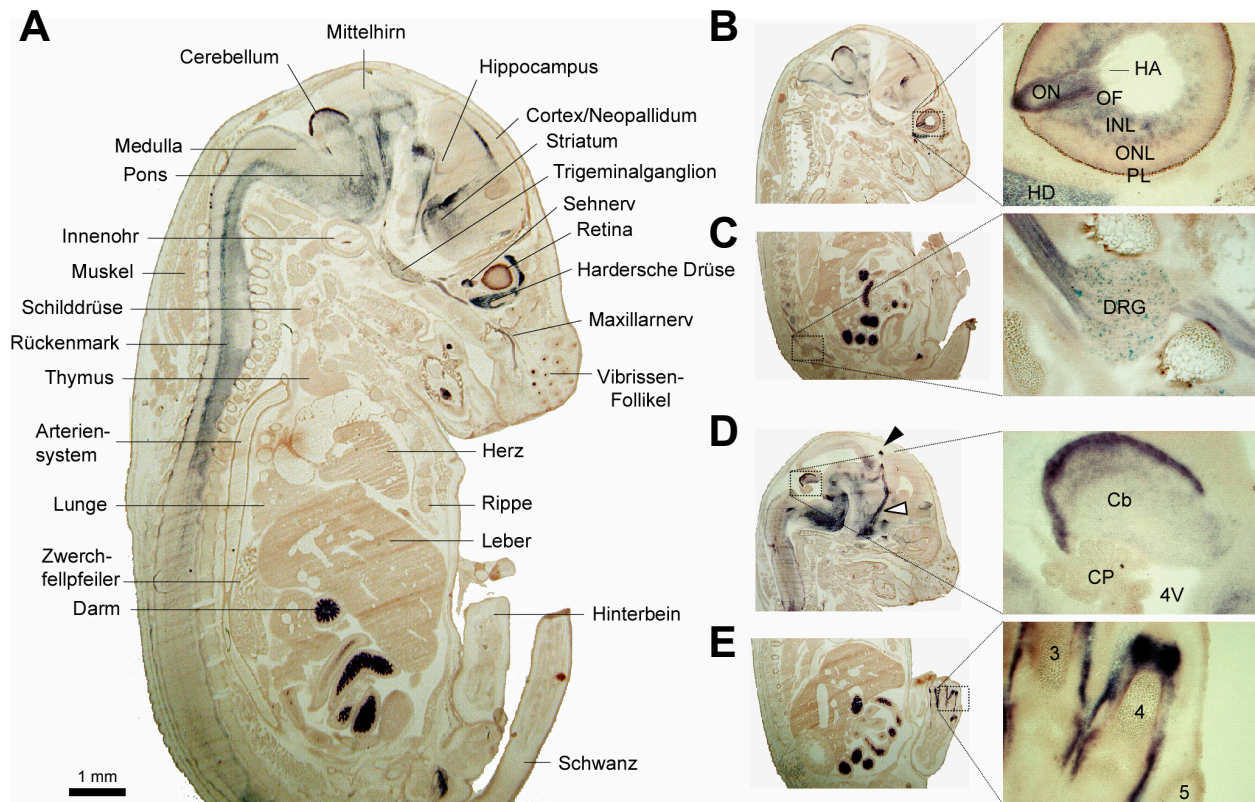 A
Mittelhirn
Cerebellum
Hippocampus
Cortex/Neopallidum
Striatum
Medulla
Pons
Trigeminalganglion
Sehnerv
Retina
Innenohr
Muskel
Hardersche Drüse
Schilddrüse
Maxillarnerv
Rückenmark
Thymus
Vibrissen-
Follikel
Arterien-
system
Herz
Lunge
Rippe
Leber
Zwerch-
fellpfeiler
Darm
Hinterbein
Schwanz
1 mm
B
HA
ON
OF
INL
ONL
PL
HD
C
DRG
D
Cb
CP
4V
E
3
4
5